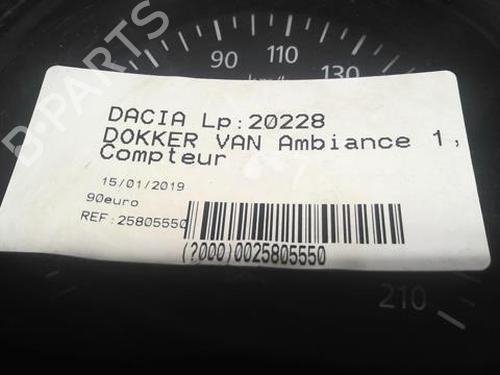 90 110 130
km/h
B-PARTS
DACIA Lp:20228
DOKKER VAN Ambiance 1,
Compteur
15/01/2019
90euro
REF:25805550
(?000)0025805550
210